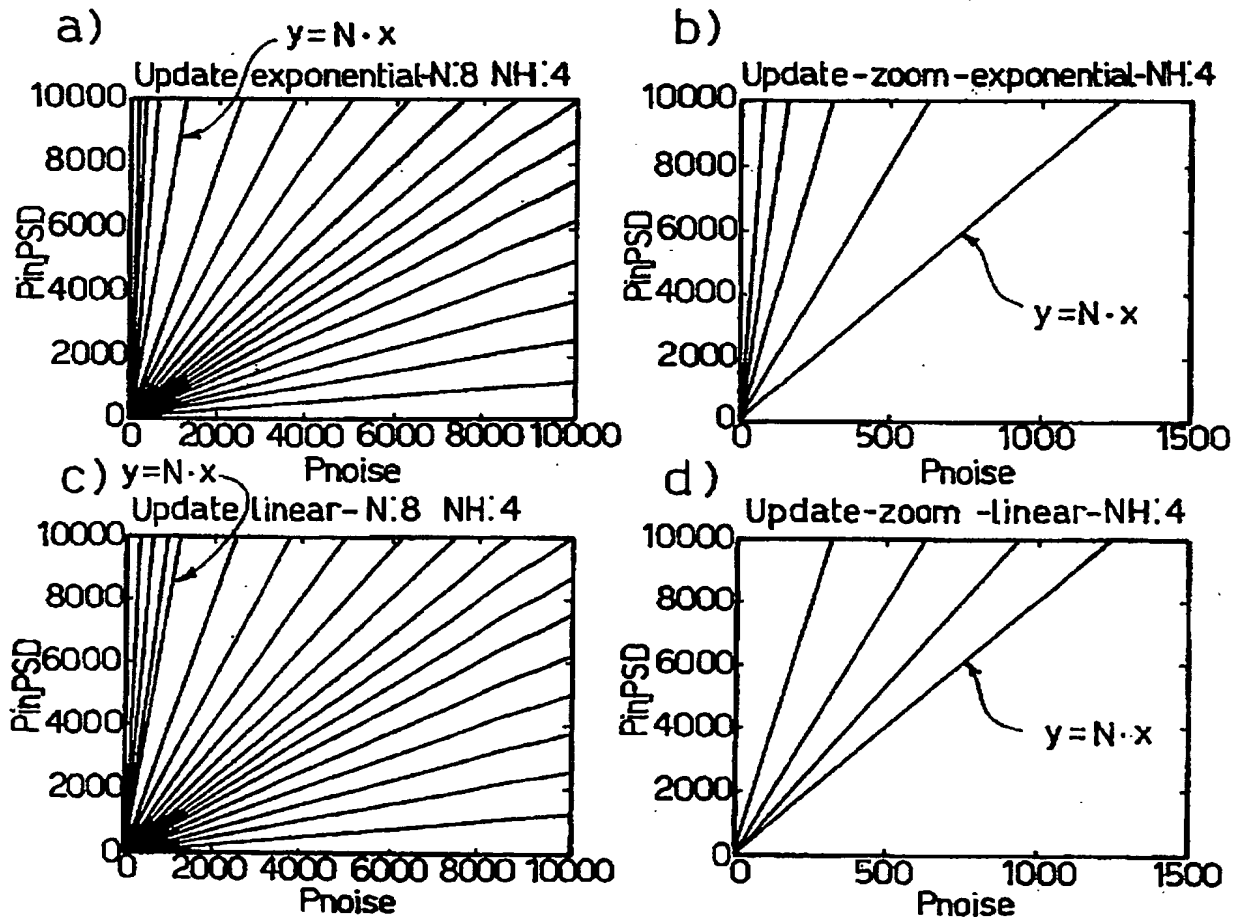 a)
y=N·x
Update exponential-N:8 NH:4
10000
8000
6000
4000
2000
0
PinPSD
0 2000 4000 6000 8000 10000
Pnoise
b)
Update-zoom-exponential-NH:4
10000
8000
6000
4000
2000
0
PinPSD
y=N·x
0 500 1000 1500
Pnoise
c)
y=N·x
Update linear-N:8 NH:4
10000
8000
6000
4000
2000
0
PinPSD
0 2000 4000 6000 8000 10000
Pnoise
d)
Update-zoom-linear-NH:4
10000
8000
6000
4000
2000
0
PinPSD
y=N·x
0 500 1000 1500
Pnoise